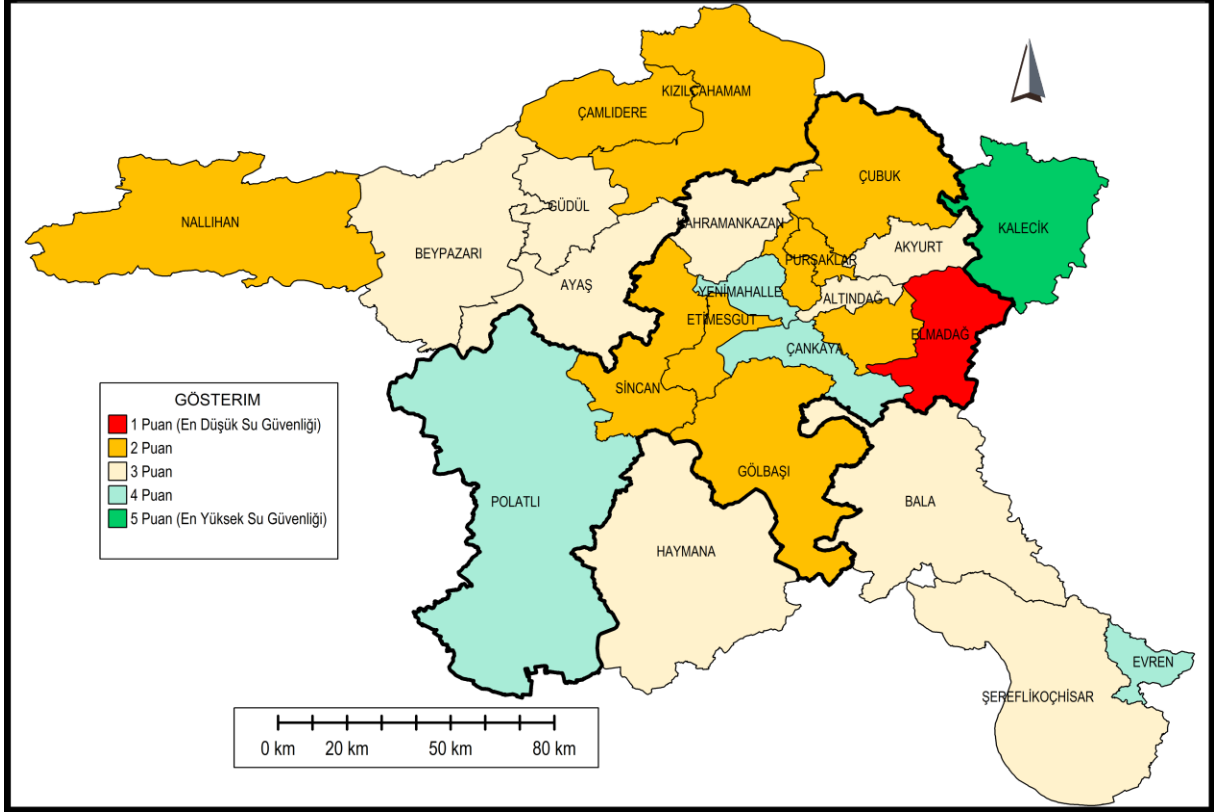 KIZILCAHAMAM
ÇAMLIDERE
ÇUBUK
NALLIHAN
GÜDÜL
KAHRAMANKAZAN
KALECİK
BEYPAZARI
AKYURT
PURSAKLAR
AYAŞ
YENİMAHALLE
ALTINDAĞ
ETİMESGUT
ELMADAĞ
ÇANKAYA
SİNCAN
GÖSTERIM
1 Puan (En Düşük Su Güvenliği)
2 Puan
3 Puan
4 Puan
5 Puan (En Yüksek Su Güvenliği)
GÖLBAŞI
POLATLI
BALA
HAYMANA
EVREN
ŞEREFLİKOÇHİSAR
0 km 20 km 50 km 80 km